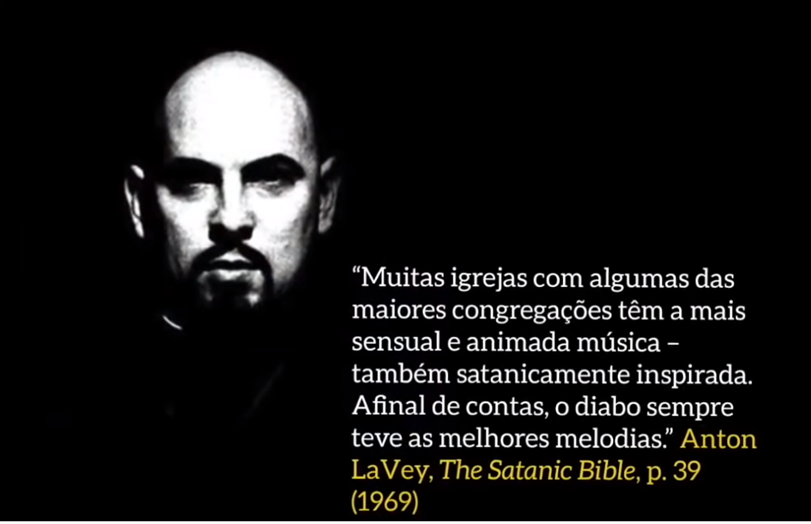 “Muitas igrejas com algumas das
maiores congregações têm a mais
sensual e animada música –
também satanicamente inspirada.
Afinal de contas, o diabo sempre
teve as melhores melodias.” Anton
LaVey, The Satanic Bible, p. 39
(1969)